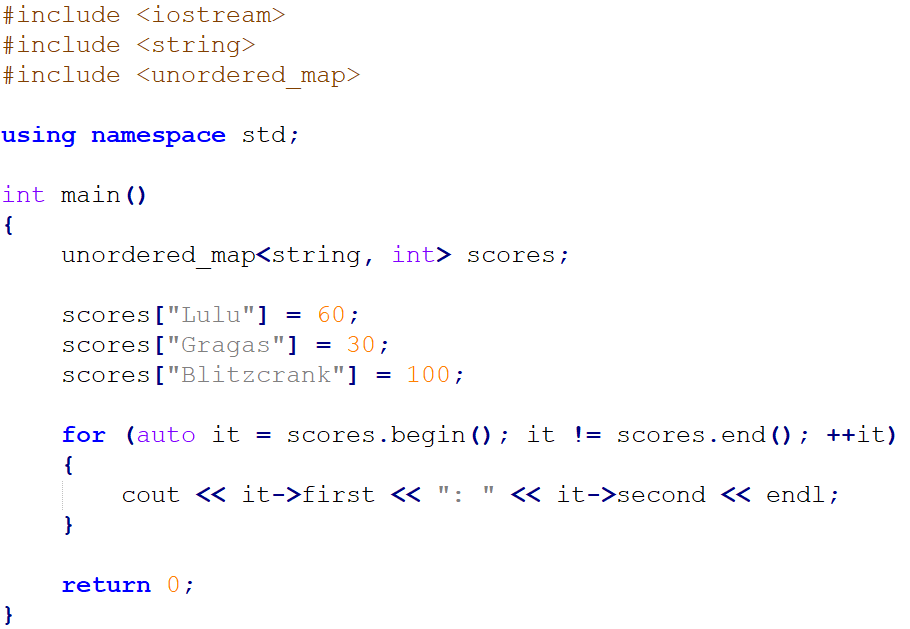 #include <iostream>
#include <string>
#include <unordered_map>

using namespace std;

int main()
{
    unordered_map<string, int> scores;

    scores["Lulu"] = 60;
    scores["Gragas"] = 30;
    scores["Blitzcrank"] = 100;

    for (auto it = scores.begin(); it != scores.end(); ++it)
    {
        cout << it->first << ": " << it->second << endl;
    }

    return 0;
}